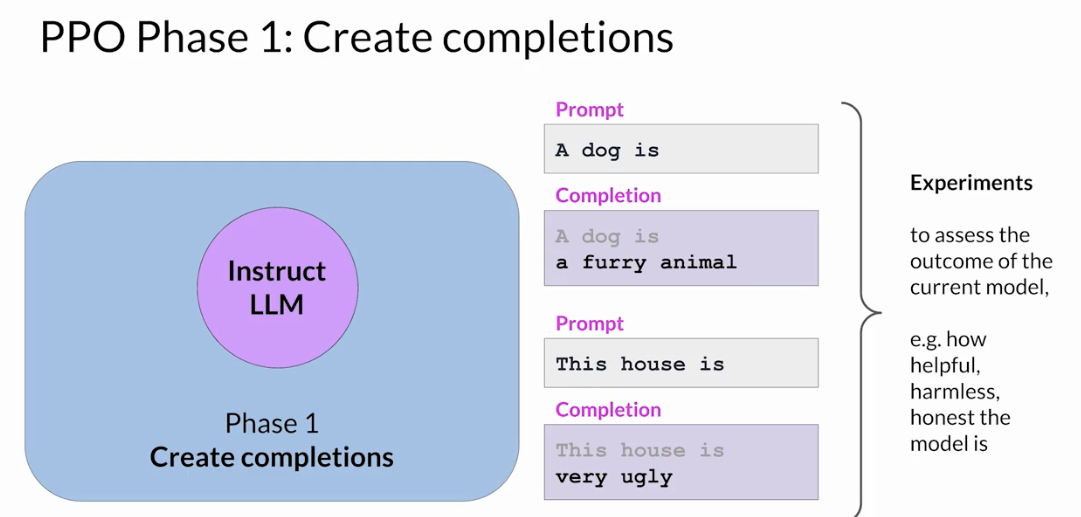 PPO Phase 1: Create completions
Instruct
LLM
Phase 1
Create completions
Prompt
A dog is
Completion
A dog is
a furry animal
Prompt
This house is
Completion
This house is
very ugly
Experiments
to assess the
outcome of the
current model,
e.g. how
helpful,
harmless,
honest the
model is